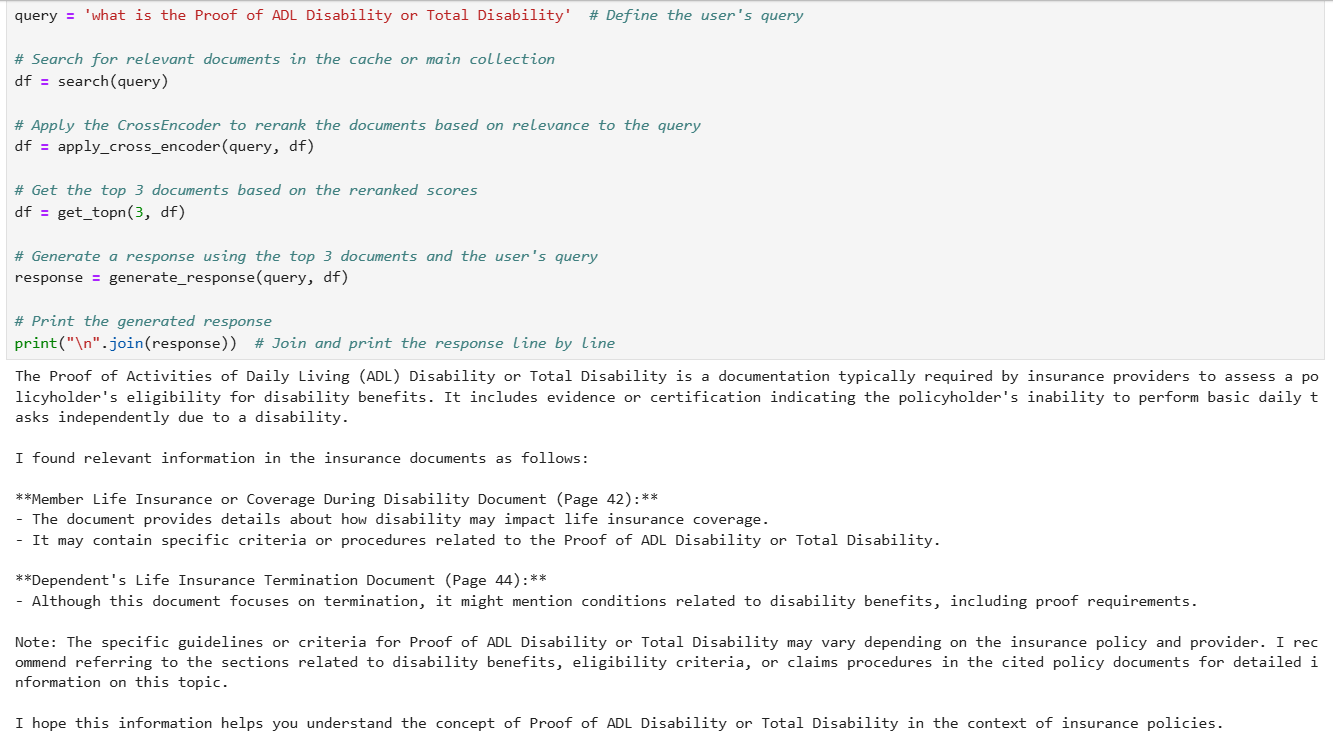 query = 'what is the Proof of ADL Disability or Total Disability'  # Define the user's query
# Search for relevant documents in the cache or main collection
df = search(query)
# Apply the CrossEncoder to rerank the documents based on relevance to the query
df = apply_cross_encoder(query, df)
# Get the top 3 documents based on the reranked scores
df = get_topn(3, df)
# Generate a response using the top 3 documents and the user's query
response = generate_response(query, df)
# Print the generated response
print("\n".join(response))  # Join and print the response line by line
The Proof of Activities of Daily Living (ADL) Disability or Total Disability is a documentation typically required by insurance providers to assess a po
licyholder's eligibility for disability benefits. It includes evidence or certification indicating the policyholder's inability to perform basic daily t
asks independently due to a disability.
I found relevant information in the insurance documents as follows:
**Member Life Insurance or Coverage During Disability Document (Page 42):**
- The document provides details about how disability may impact life insurance coverage.
- It may contain specific criteria or procedures related to the Proof of ADL Disability or Total Disability.
**Dependent's Life Insurance Termination Document (Page 44):**
- Although this document focuses on termination, it might mention conditions related to disability benefits, including proof requirements.
Note: The specific guidelines or criteria for Proof of ADL Disability or Total Disability may vary depending on the insurance policy and provider. I rec
ommend referring to the sections related to disability benefits, eligibility criteria, or claims procedures in the cited policy documents for detailed i
nformation on this topic.
I hope this information helps you understand the concept of Proof of ADL Disability or Total Disability in the context of insurance policies.